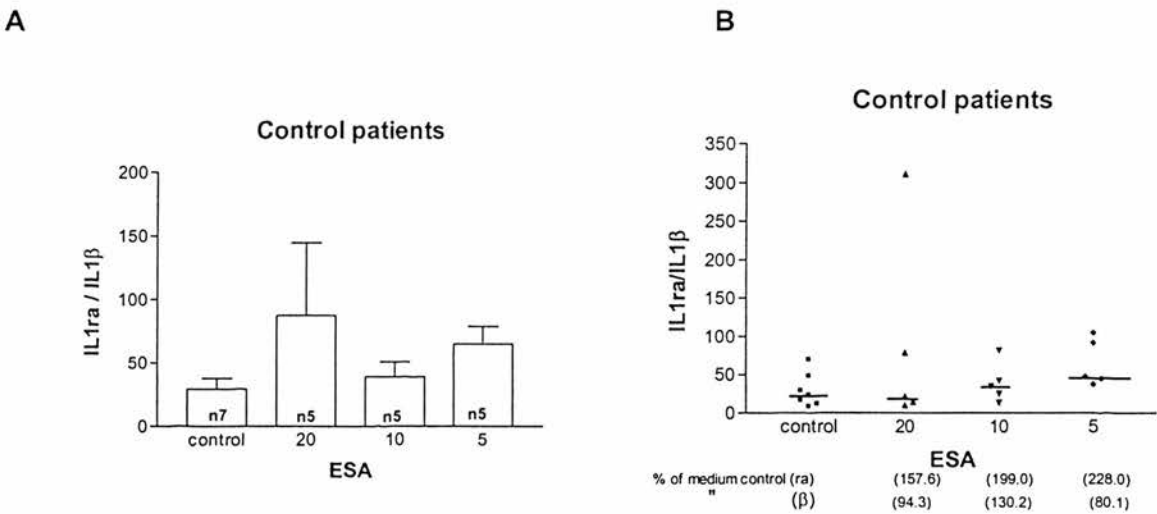 A
Control patients
200
150
100
50
0
IL1ra / IL1β
n7 n5 n5 n5
control 20 10 5
ESA
B
Control patients
350
300
250
200
150
100
50
0
IL1ra/IL1β
control 20 10 5
ESA
% of medium control (ra) (157.6) (199.0) (228.0)
" (β) (94.3) (130.2) (80.1)